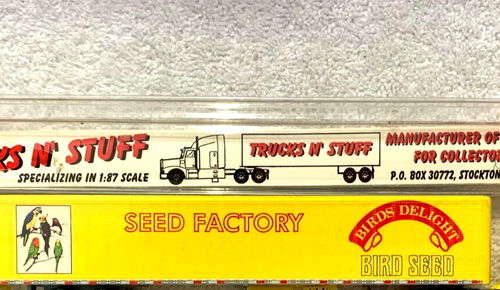 KS N' STUFF
SPECIALIZING IN 1:87 SCALE
TRUCKS N' STUFF
MANUFACTURER OF
FOR COLLECTO
P.O. BOX 30772, STOCKTON
SEED FACTORY
BIRDS DELIGHT
BIRD SEED